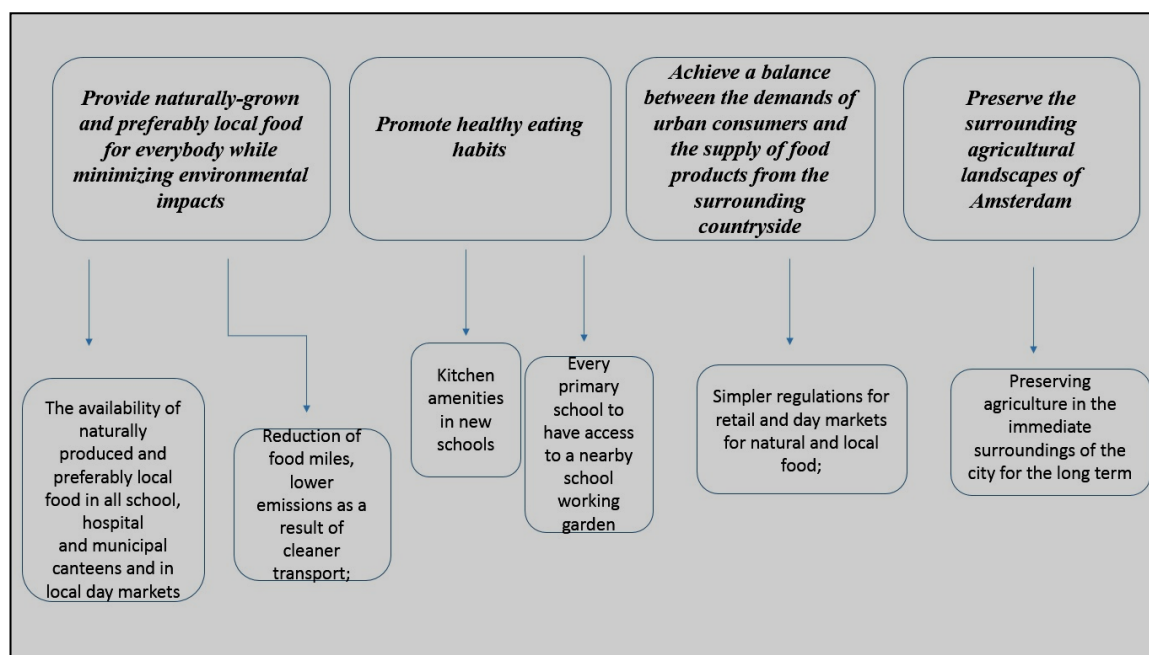 Provide naturally-grown
and preferably local food
for everybody while
minimizing environmental
impacts
Promote healthy eating
habits
Achieve a balance
between the demands of
urban consumers and
the supply of food
products from the
surrounding
countryside
Preserve the
surrounding
agricultural
landscapes of
Amsterdam
The availability of
naturally
produced and
preferably local
food in all school,
hospital
and municipal
canteens and in
local day markets
Reduction of
food miles,
lower
emissions as a
result of
cleaner
transport;
Kitchen
amenities
in new
schools
Every
primary
school to
have access
to a nearby
school
working
garden
Simpler regulations for
retail and day markets
for natural and local
food;
Preserving
agriculture in the
immediate
surroundings of the
city for the long term